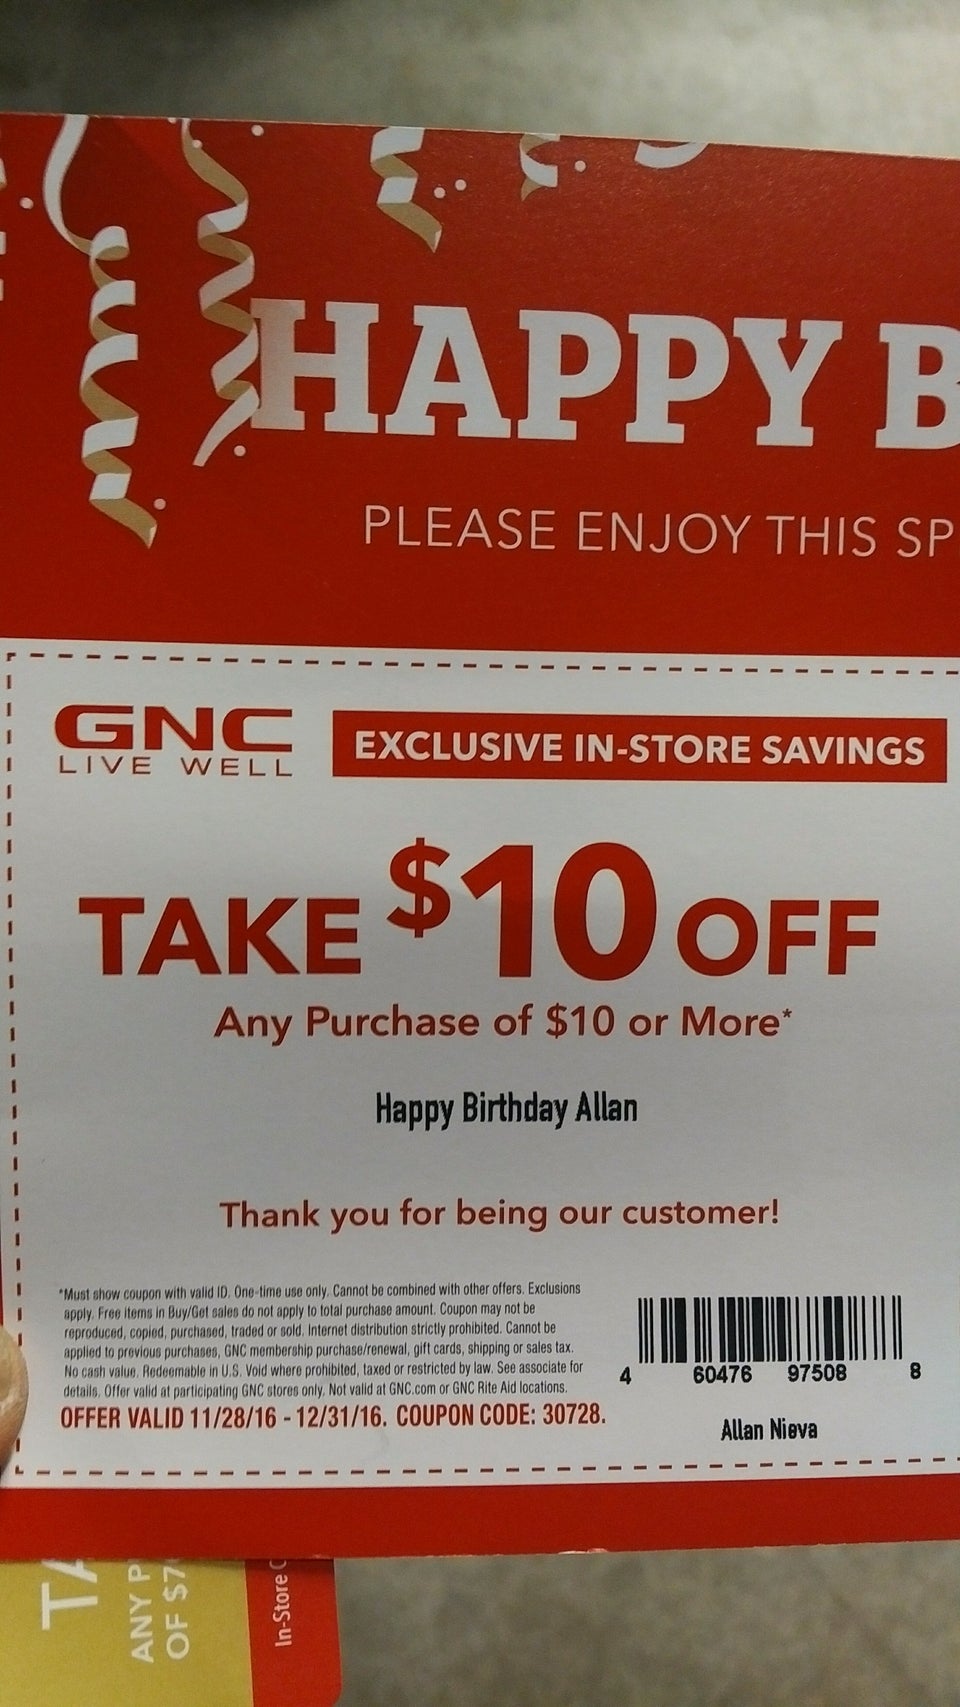 HAPPY B
PLEASE ENJOY THIS SP
GNC
LIVE WELL
EXCLUSIVE IN-STORE SAVINGS
TAKE $10 OFF
Any Purchase of $10 or More*
Happy Birthday Allan
Thank you for being our customer!
*Must show coupon with valid ID. One-time use only. Cannot be combined with other offers. Exclusions
apply. Free items in Buy/Get sales do not apply to total purchase amount. Coupon may not be
reproduced, copied, purchased, traded or sold. Internet distribution strictly prohibited. Cannot be
applied to previous purchases, GNC membership purchase/renewal, gift cards, shipping or sales tax.
No cash value. Redeemable in U.S. Void where prohibited, taxed or restricted by law. See associate for
details. Offer valid at participating GNC stores only. Not valid at GNC.com or GNC Rite Aid locations.
OFFER VALID 11/28/16 - 12/31/16. COUPON CODE: 30728.
4 60476 97508 8
Allan Nieva
TA
ANY P
OF $7
In-Store